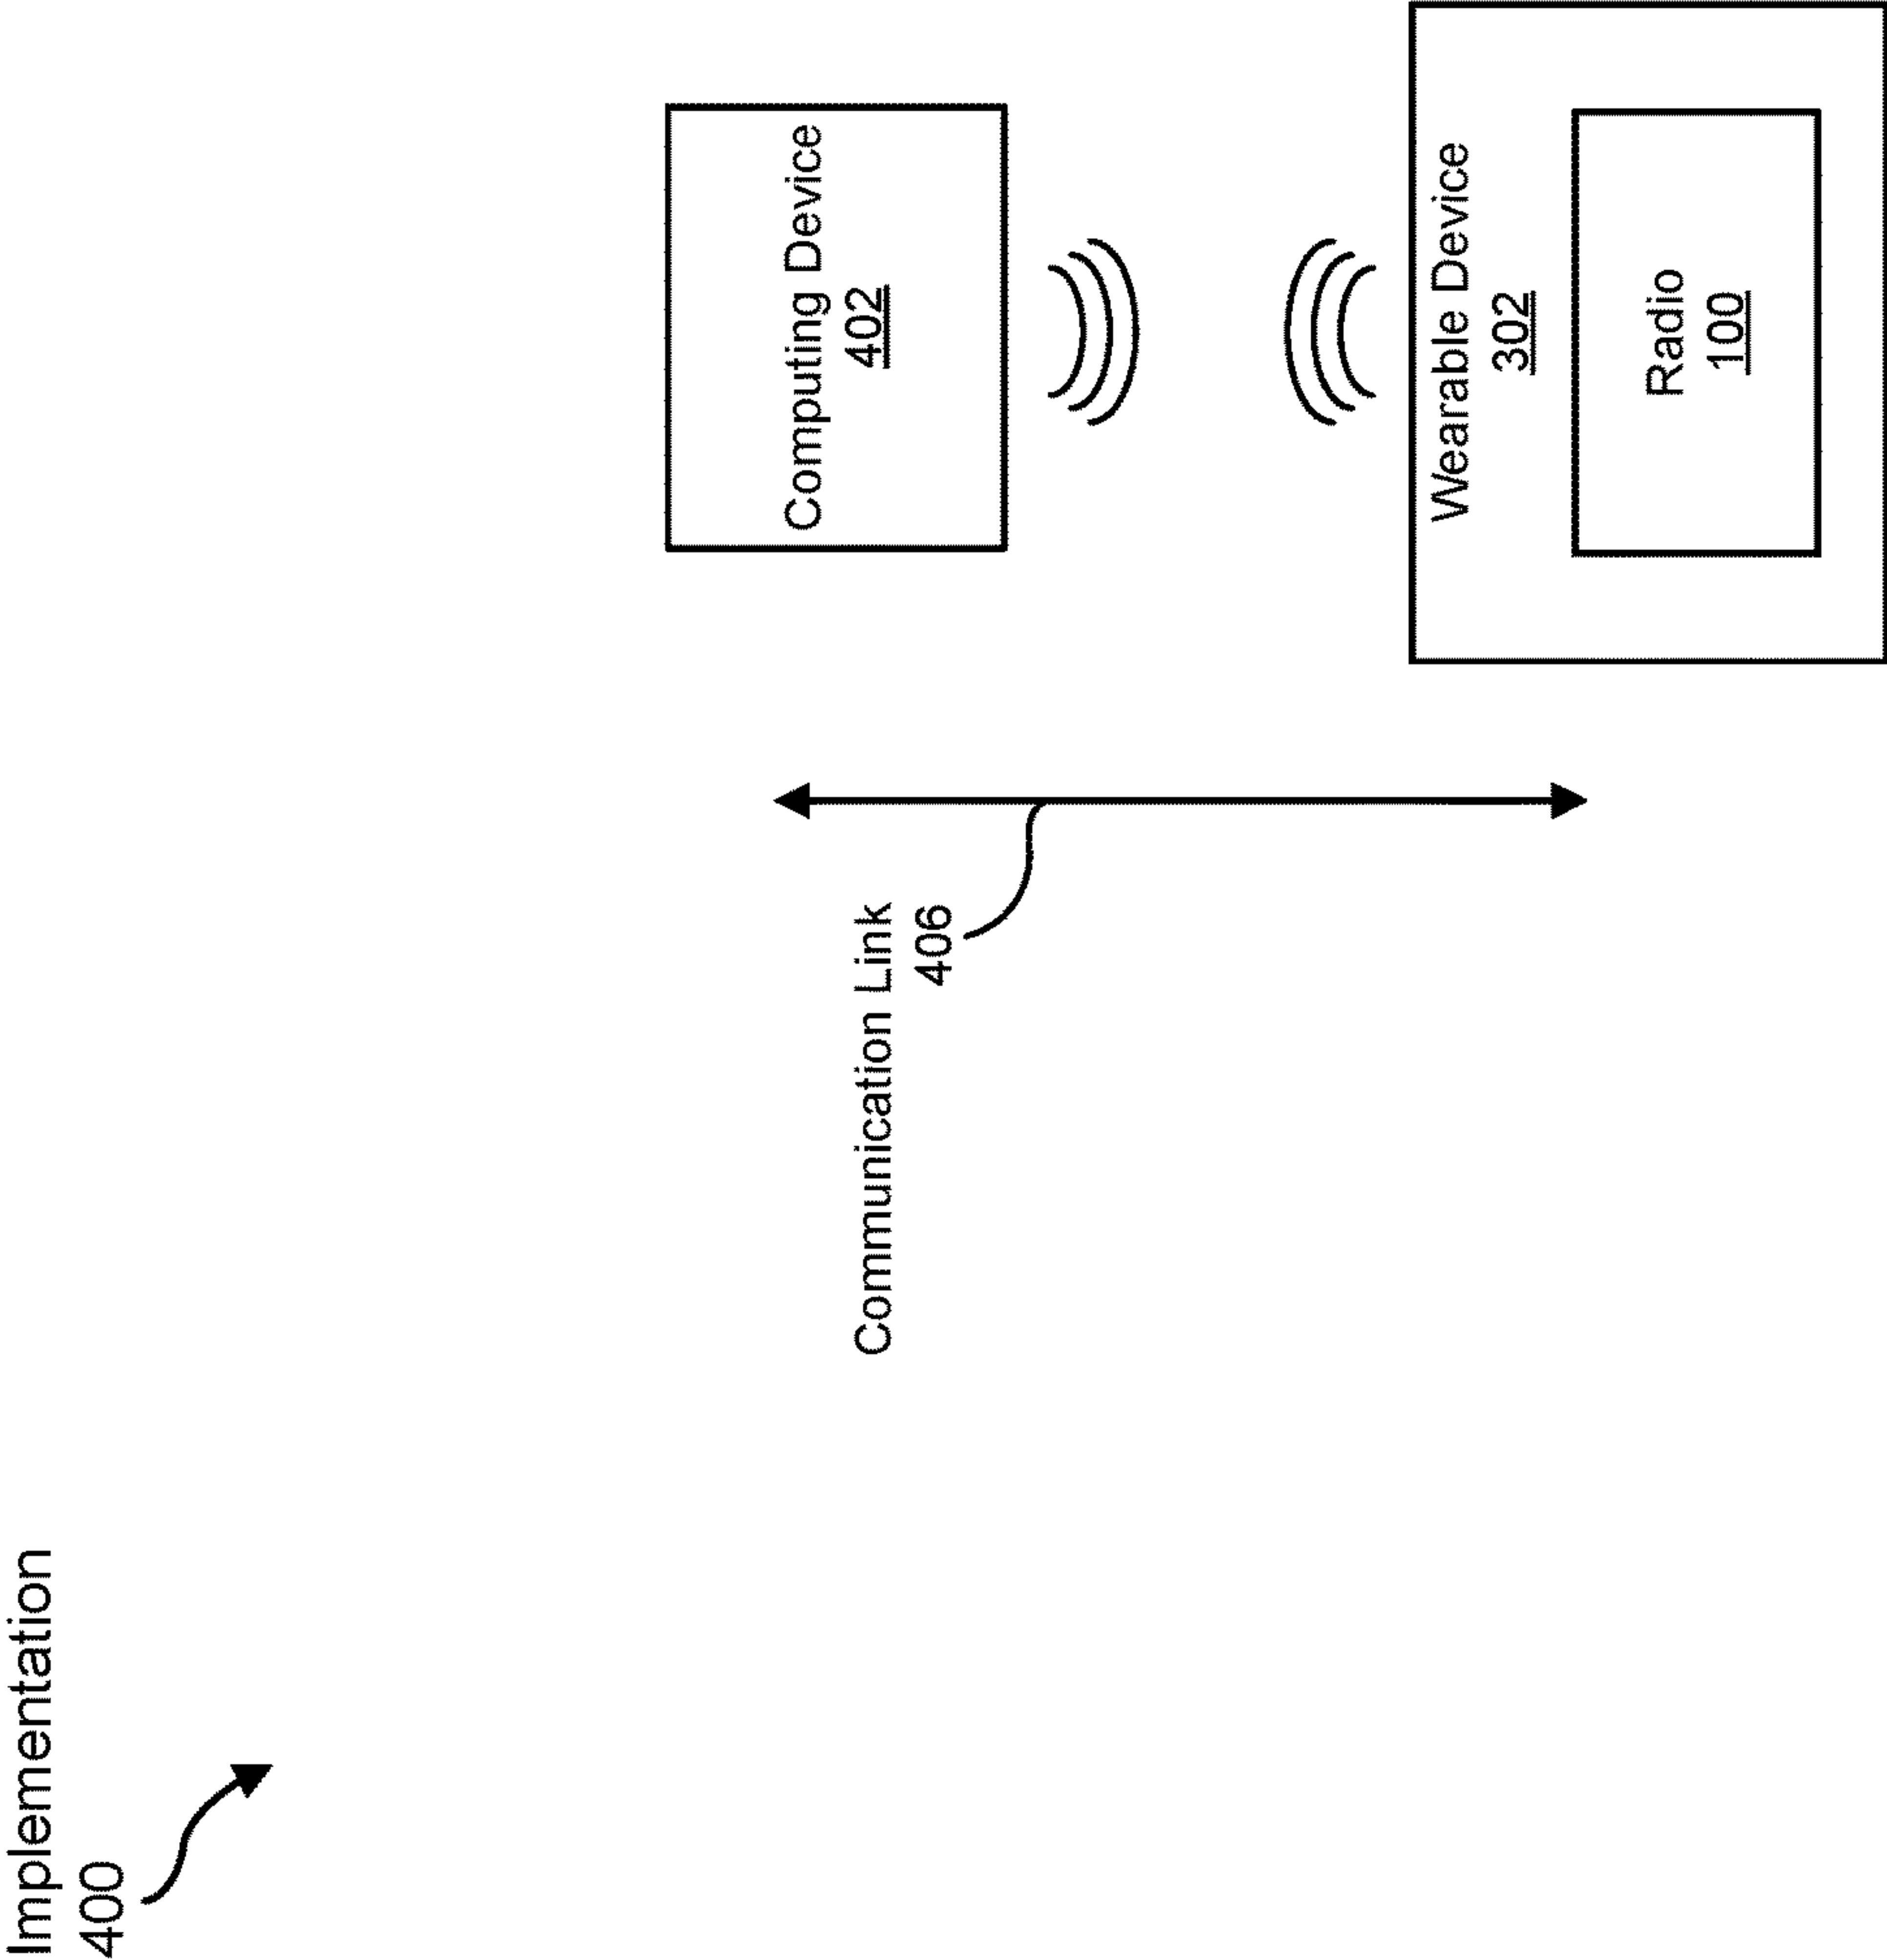 Implementation
400
Computing Device
402
Communication Link
406
Wearable Device
302
Radio
100